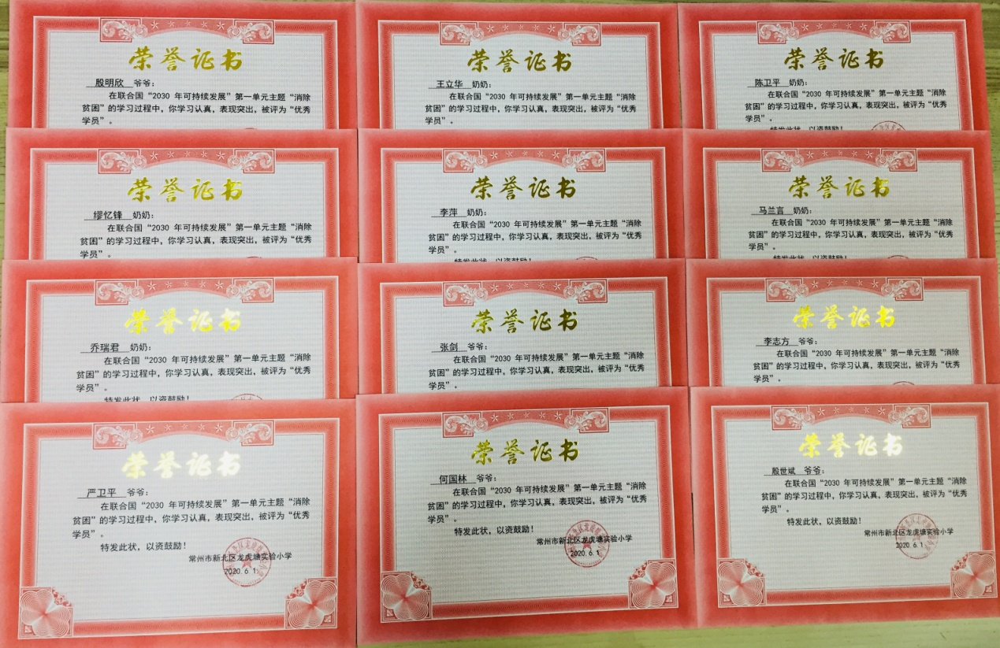 荣誉证书
殷明欣 爷爷：
在联合国“2030 年可持续发展”第一单元主题“消除
贫困”的学习过程中，你学习认真，表现突出，被评为“优秀
学员”。
荣誉证书
王立华 奶奶：
在联合国“2030 年可持续发展”第一单元主题“消除
贫困”的学习过程中，你学习认真，表现突出，被评为“优秀
学员”。
荣誉证书
陈卫平 奶奶：
在联合国“2030 年可持续发展”第一单元主题“消除
贫困”的学习过程中，你学习认真，表现突出，被评为“优秀
学员”。
特发此状，以资鼓励！
荣誉证书
缪忆锋 奶奶：
在联合国“2030 年可持续发展”第一单元主题“消除
贫困”的学习过程中，你学习认真，表现突出，被评为“优秀
学员”。
荣誉证书
李萍 奶奶：
在联合国“2030 年可持续发展”第一单元主题“消除
贫困”的学习过程中，你学习认真，表现突出，被评为“优秀
学员”。
特发此状，以资鼓励！
荣誉证书
马兰言 奶奶：
在联合国“2030 年可持续发展”第一单元主题“消除
贫困”的学习过程中，你学习认真，表现突出，被评为“优秀
学员”。
特发此状，以资鼓励！
荣誉证书
乔瑞君 奶奶：
在联合国“2030 年可持续发展”第一单元主题“消除
贫困”的学习过程中，你学习认真，表现突出，被评为“优秀
学员”。
特发此状，以资鼓励！
荣誉证书
张剑 爷爷：
在联合国“2030 年可持续发展”第一单元主题“消除
贫困”的学习过程中，你学习认真，表现突出，被评为“优秀
学员”。
荣誉证书
李志方 爷爷：
在联合国“2030 年可持续发展”第一单元主题“消除
贫困”的学习过程中，你学习认真，表现突出，被评为“优秀
学员”。
荣誉证书
严卫平 爷爷：
在联合国“2030 年可持续发展”第一单元主题“消除
贫困”的学习过程中，你学习认真，表现突出，被评为“优秀
学员”。
特发此状，以资鼓励！
常州市新北区龙虎塘实验小学
2020.6.1
荣誉证书
何国林 爷爷：
在联合国“2030 年可持续发展”第一单元主题“消除
贫困”的学习过程中，你学习认真，表现突出，被评为“优秀
学员”。
特发此状，以资鼓励！
常州市新北区龙虎塘实验小学
2020.6.1
荣誉证书
殷世斌 爷爷：
在联合国“2030 年可持续发展”第一单元主题“消除
贫困”的学习过程中，你学习认真，表现突出，被评为“优秀
学员”。
特发此状，以资鼓励！
常州市新北区龙虎塘实验小学
2020.6.1